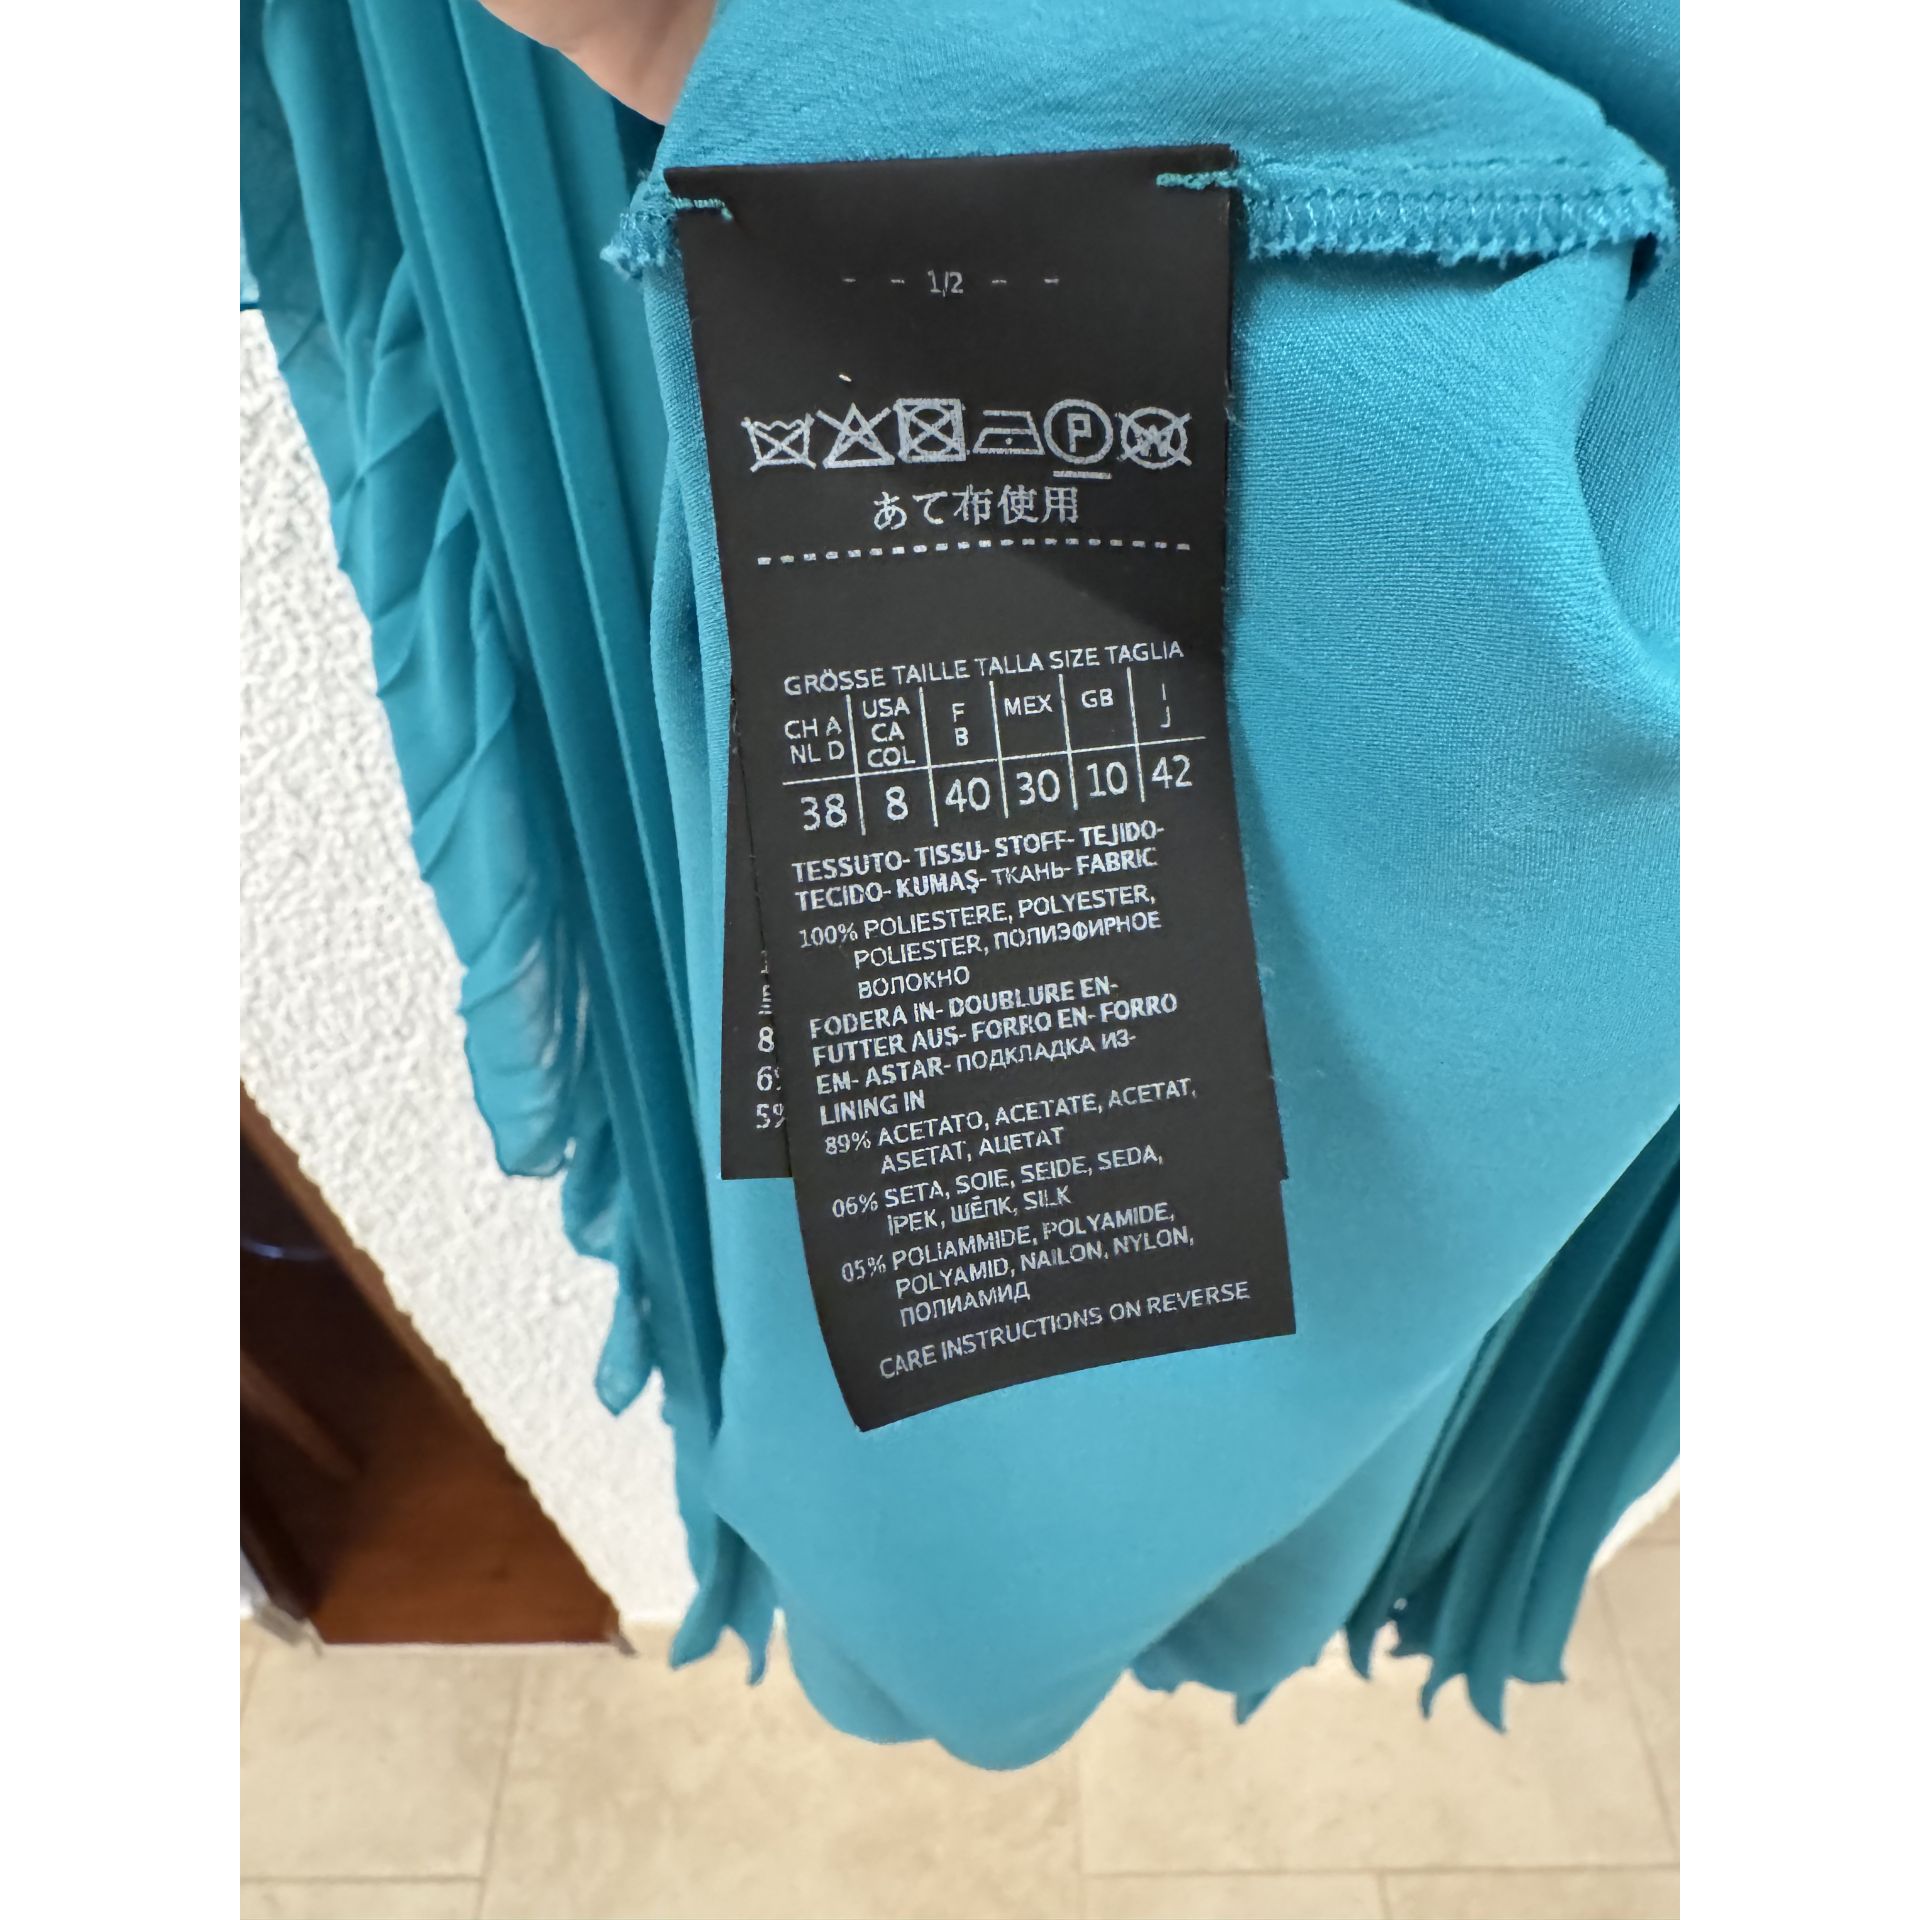 - - 1/2 - -
P W
あて布使用
GRÖSSE TAILLE TALLA SIZE TAGLIA
CH A NL D USA CA COL F B MEX GB I J
38 8 40 30 10 42
TESSUTO- TISSU- STOFF- TEJIDO-
TECIDO- KUMAŞ- ТКАНЬ- FABRIC
100% POLIESTERE, POLYESTER,
POLIESTER, ПОЛИЭФИРНОЕ
ВОЛОКНО
FODERA IN- DOUBLURE EN-
FUTTER AUS- FORRO EN- FORRO
EM- ASTAR- ПОДКЛАДКА ИЗ-
LINING IN
89% ACETATO, ACETATE, ACETAT,
ASETAT, АЦЕТАТ
06% SETA, SOIE, SEIDE, SEDA,
İPEK, ШЁЛК, SILK
05% POLIAMMIDE, POLYAMIDE,
POLYAMID, NAILON, NYLON,
ПОЛИАМИД
CARE INSTRUCTIONS ON REVERSE